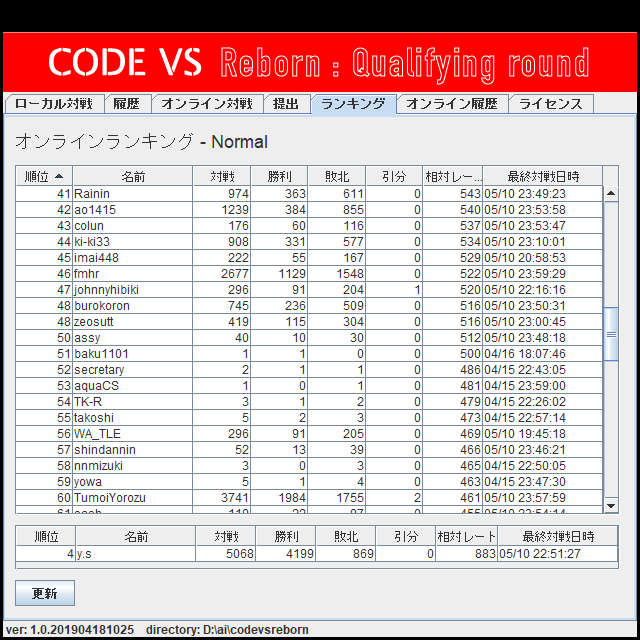 CODE VS Reborn : Qualifying round
ローカル対戦 履歴 オンライン対戦 提出 ランキング オンライン履歴 ライセンス
オンラインランキング - Normal
順位 名前 対戦 勝利 敗北 引分 相対レー... 最終対戦日時
41 Rainin 974 363 611 0 543 05/10 23:49:23
42 ao1415 1239 384 855 0 540 05/10 23:53:58
43 colun 176 60 116 0 537 05/10 23:53:47
44 ki-ki33 908 331 577 0 534 05/10 23:10:01
45 imai448 222 55 167 0 529 05/10 20:58:53
46 fmhr 2677 1129 1548 0 522 05/10 23:59:29
47 johnnyhibiki 296 91 204 1 520 05/10 22:16:16
48 burokoron 745 236 509 0 516 05/10 23:50:31
48 zeosutt 419 115 304 0 516 05/10 23:00:45
50 assy 40 10 30 0 512 05/10 23:48:18
51 baku1101 1 1 0 0 500 04/16 18:07:46
52 secretary 2 1 1 0 486 04/15 22:43:05
53 aquaCS 1 0 1 0 481 04/15 23:59:00
54 TK-R 3 1 2 0 479 04/15 22:26:02
55 takoshi 5 2 3 0 473 04/15 22:57:14
56 WA_TLE 296 91 205 0 469 05/10 19:45:18
57 shindannin 52 13 39 0 466 05/10 23:46:21
58 nnmizuki 3 0 3 0 465 04/15 22:50:05
59 yowa 5 1 4 0 463 04/15 23:47:30
60 TumoiYorozu 3741 1984 1755 2 461 05/10 23:57:59
順位 名前 対戦 勝利 敗北 引分 相対レート 最終対戦日時
4 y.s 5068 4199 869 0 883 05/10 22:51:27
更新
ver: 1.0.201904181025 directory: D:\ai\codevsreborn